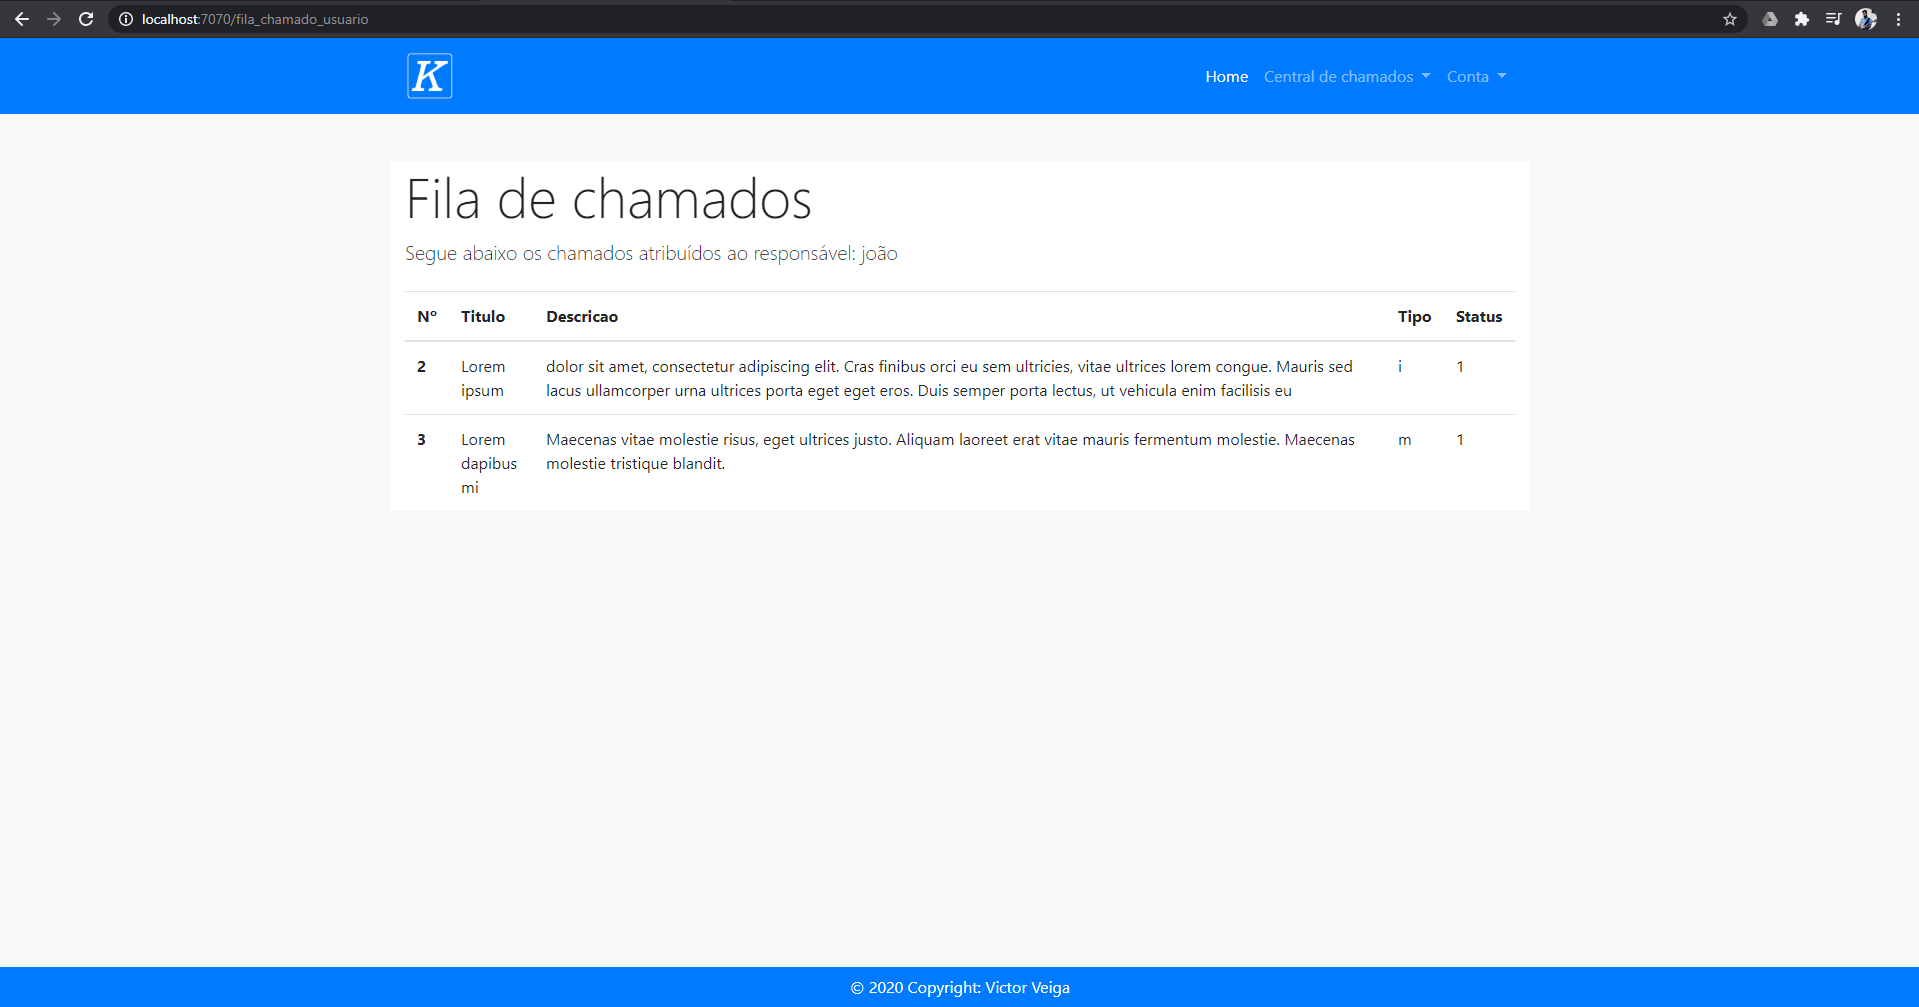 localhost:7070/fila_chamado_usuario
K
Home Central de chamados Conta
Fila de chamados
Segue abaixo os chamados atribuídos ao responsável: joão
Nº Titulo Descricao Tipo Status
2 Lorem dolor sit amet, consectetur adipiscing elit. Cras finibus orci eu sem ultricies, vitae ultrices lorem congue. Mauris sed i 1
ipsum lacus ullamcorper urna ultrices porta eget eget eros. Duis semper porta lectus, ut vehicula enim facilisis eu
3 Lorem Maecenas vitae molestie risus, eget ultrices justo. Aliquam laoreet erat vitae mauris fermentum molestie. Maecenas m 1
dapibus molestie tristique blandit.
mi
© 2020 Copyright: Victor Veiga